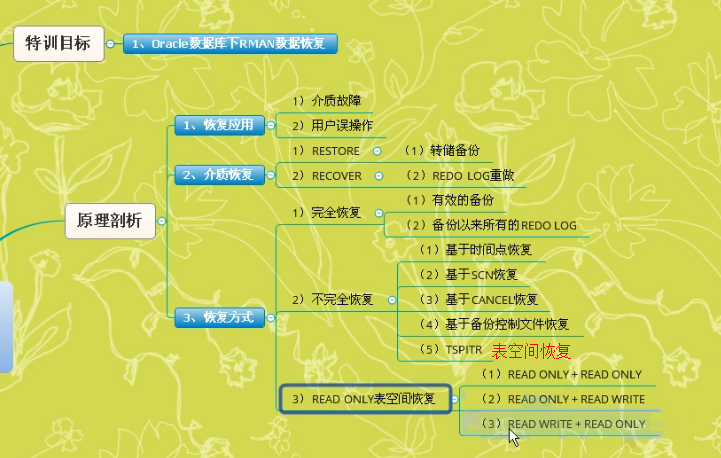 特训目标
1、Oracle数据库下RMAN数据恢复
原理剖析
1、恢复应用
1）介质故障
2）用户误操作
2、介质恢复
1）RESTORE
（1）转储备份
2）RECOVER
（2）REDO LOG重做
3、恢复方式
1）完全恢复
（1）有效的备份
（2）备份以来所有的REDO LOG
2）不完全恢复
（1）基于时间点恢复
（2）基于SCN恢复
（3）基于CANCEL恢复
（4）基于备份控制文件恢复
（5）TSPITR 表空间恢复
3）READ ONLY表空间恢复
（1）READ ONLY + READ ONLY
（2）READ ONLY + READ WRITE
（3）READ WRITE + READ ONLY